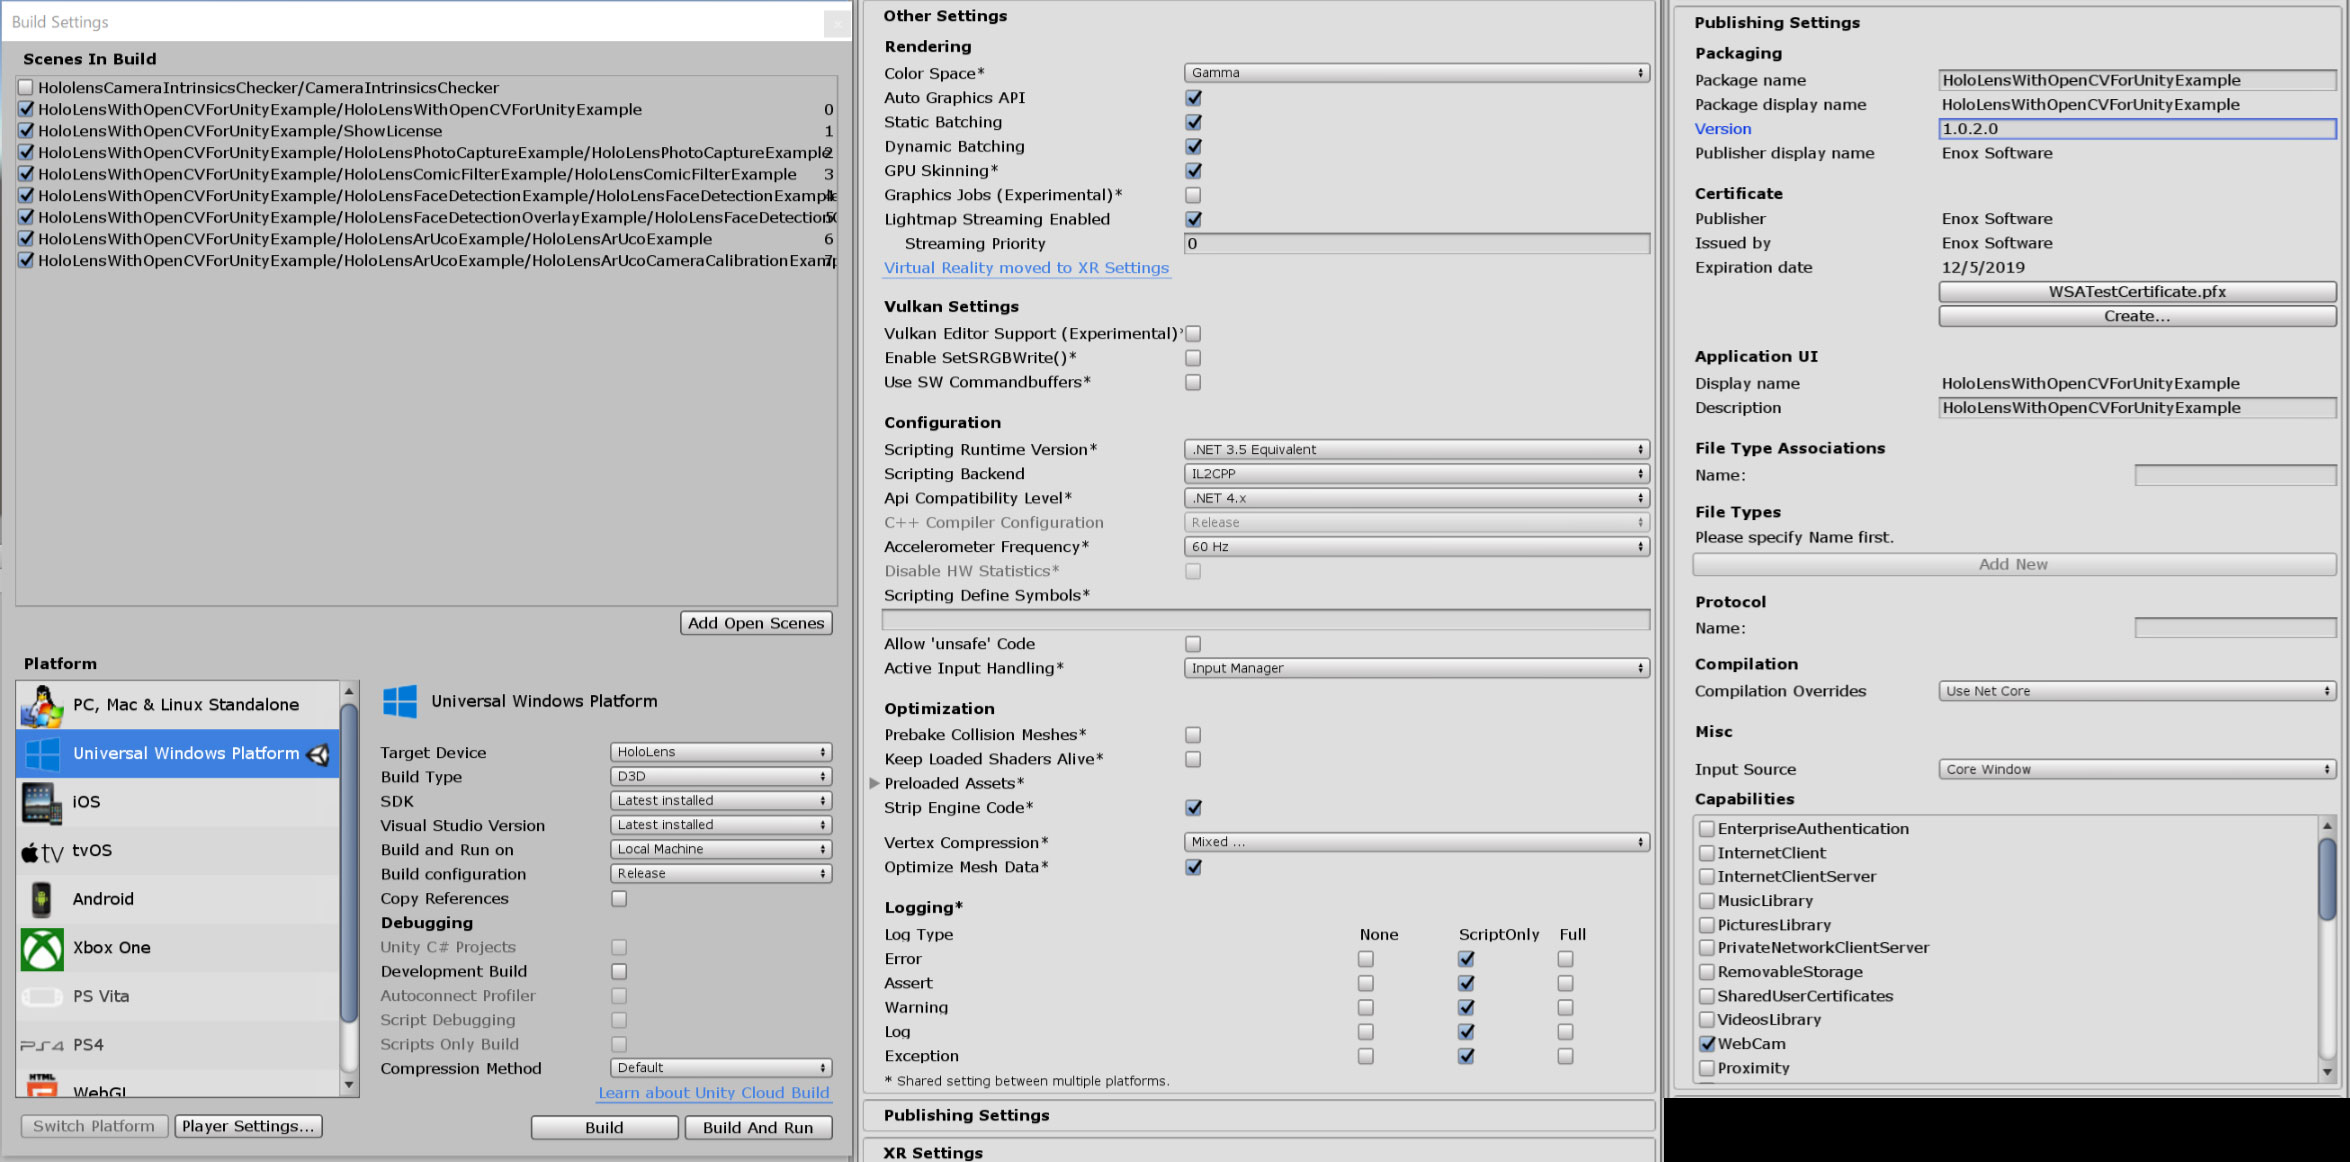 Build Settings
Scenes In Build
HololensCameraIntrinsicsChecker/CameraIntrinsicsChecker
HoloLensWithOpenCVForUnityExample/HoloLensWithOpenCVForUnityExample 0
HoloLensWithOpenCVForUnityExample/ShowLicense 1
HoloLensWithOpenCVForUnityExample/HoloLensPhotoCaptureExample/HoloLensPhotoCaptureExample 2
HoloLensWithOpenCVForUnityExample/HoloLensComicFilterExample/HoloLensComicFilterExample 3
HoloLensWithOpenCVForUnityExample/HoloLensFaceDetectionExample/HoloLensFaceDetectionExample 4
HoloLensWithOpenCVForUnityExample/HoloLensFaceDetectionOverlayExample/HoloLensFaceDetection 5
HoloLensWithOpenCVForUnityExample/HoloLensArUcoExample/HoloLensArUcoExample 6
HoloLensWithOpenCVForUnityExample/HoloLensArUcoExample/HoloLensArUcoCameraCalibrationExamp 7
Add Open Scenes
Platform
PC, Mac & Linux Standalone
Universal Windows Platform
iOS
tv tvOS
Android
Xbox One
PS Vita
PS4 PS4
HTML WebGL
Switch Platform
Player Settings...
Universal Windows Platform
Target Device HoloLens
Build Type D3D
SDK Latest installed
Visual Studio Version Latest installed
Build and Run on Local Machine
Build configuration Release
Copy References
Debugging
Unity C# Projects
Development Build
Autoconnect Profiler
Script Debugging
Scripts Only Build
Compression Method Default
Learn about Unity Cloud Build
Build
Build And Run
Other Settings
Rendering
Color Space* Gamma
Auto Graphics API
Static Batching
Dynamic Batching
GPU Skinning*
Graphics Jobs (Experimental)*
Lightmap Streaming Enabled
Streaming Priority 0
Virtual Reality moved to XR Settings
Vulkan Settings
Vulkan Editor Support (Experimental)*
Enable SetSRGBWrite()*
Use SW Commandbuffers*
Configuration
Scripting Runtime Version* .NET 3.5 Equivalent
Scripting Backend IL2CPP
Api Compatibility Level* .NET 4.x
C++ Compiler Configuration Release
Accelerometer Frequency* 60 Hz
Disable HW Statistics*
Scripting Define Symbols*
Allow 'unsafe' Code
Active Input Handling* Input Manager
Optimization
Prebake Collision Meshes*
Keep Loaded Shaders Alive*
Preloaded Assets*
Strip Engine Code*
Vertex Compression* Mixed ...
Optimize Mesh Data*
Logging*
Log Type None ScriptOnly Full
Error
Assert
Warning
Log
Exception
* Shared setting between multiple platforms.
Publishing Settings
XR Settings
Publishing Settings
Packaging
Package name HoloLensWithOpenCVForUnityExample
Package display name HoloLensWithOpenCVForUnityExample
Version 1.0.2.0
Publisher display name Enox Software
Certificate
Publisher Enox Software
Issued by Enox Software
Expiration date 12/5/2019
WSATestCertificate.pfx
Create...
Application UI
Display name HoloLensWithOpenCVForUnityExample
Description HoloLensWithOpenCVForUnityExample
File Type Associations
Name:
File Types
Please specify Name first.
Add New
Protocol
Name:
Compilation
Compilation Overrides Use Net Core
Misc
Input Source Core Window
Capabilities
EnterpriseAuthentication
InternetClient
InternetClientServer
MusicLibrary
PicturesLibrary
PrivateNetworkClientServer
RemovableStorage
SharedUserCertificates
VideosLibrary
WebCam
Proximity